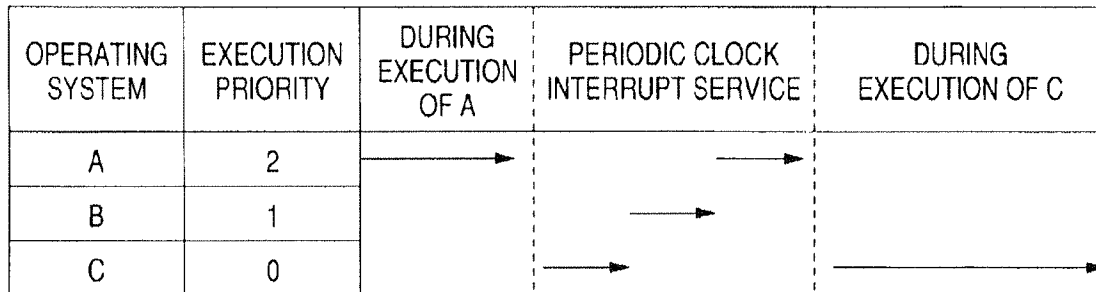 OPERATING
SYSTEM
EXECUTION
PRIORITY
DURING
EXECUTION
OF A
PERIODIC CLOCK
INTERRUPT SERVICE
DURING
EXECUTION OF C
A 2
B 1
C 0